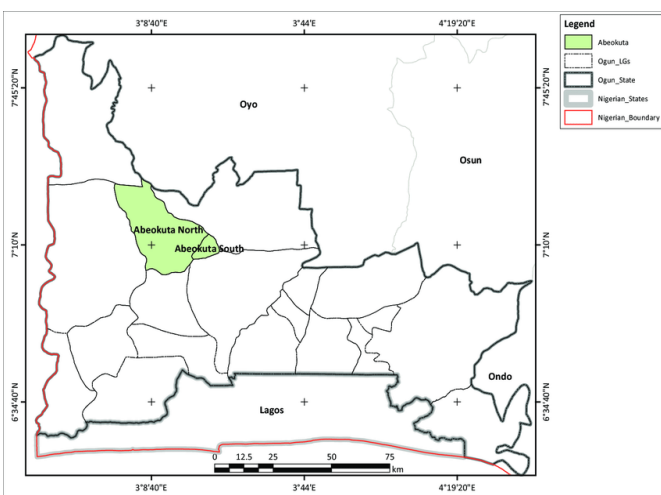 3°8'40"E
3°44'E
4°19'20"E
Legend
Abeokuta
Ogun_LGs
Ogun_State
Nigerian_States
Nigerian_Boundary
7°45'20"N
7°45'20"N
Oyo
Osun
Abeokuta North
Abeokuta South
7°10'N
7°10'N
Ondo
6°34'40"N
6°34'40"N
Lagos
0 12.5 25 50 75
km
3°8'40"E
3°44'E
4°19'20"E